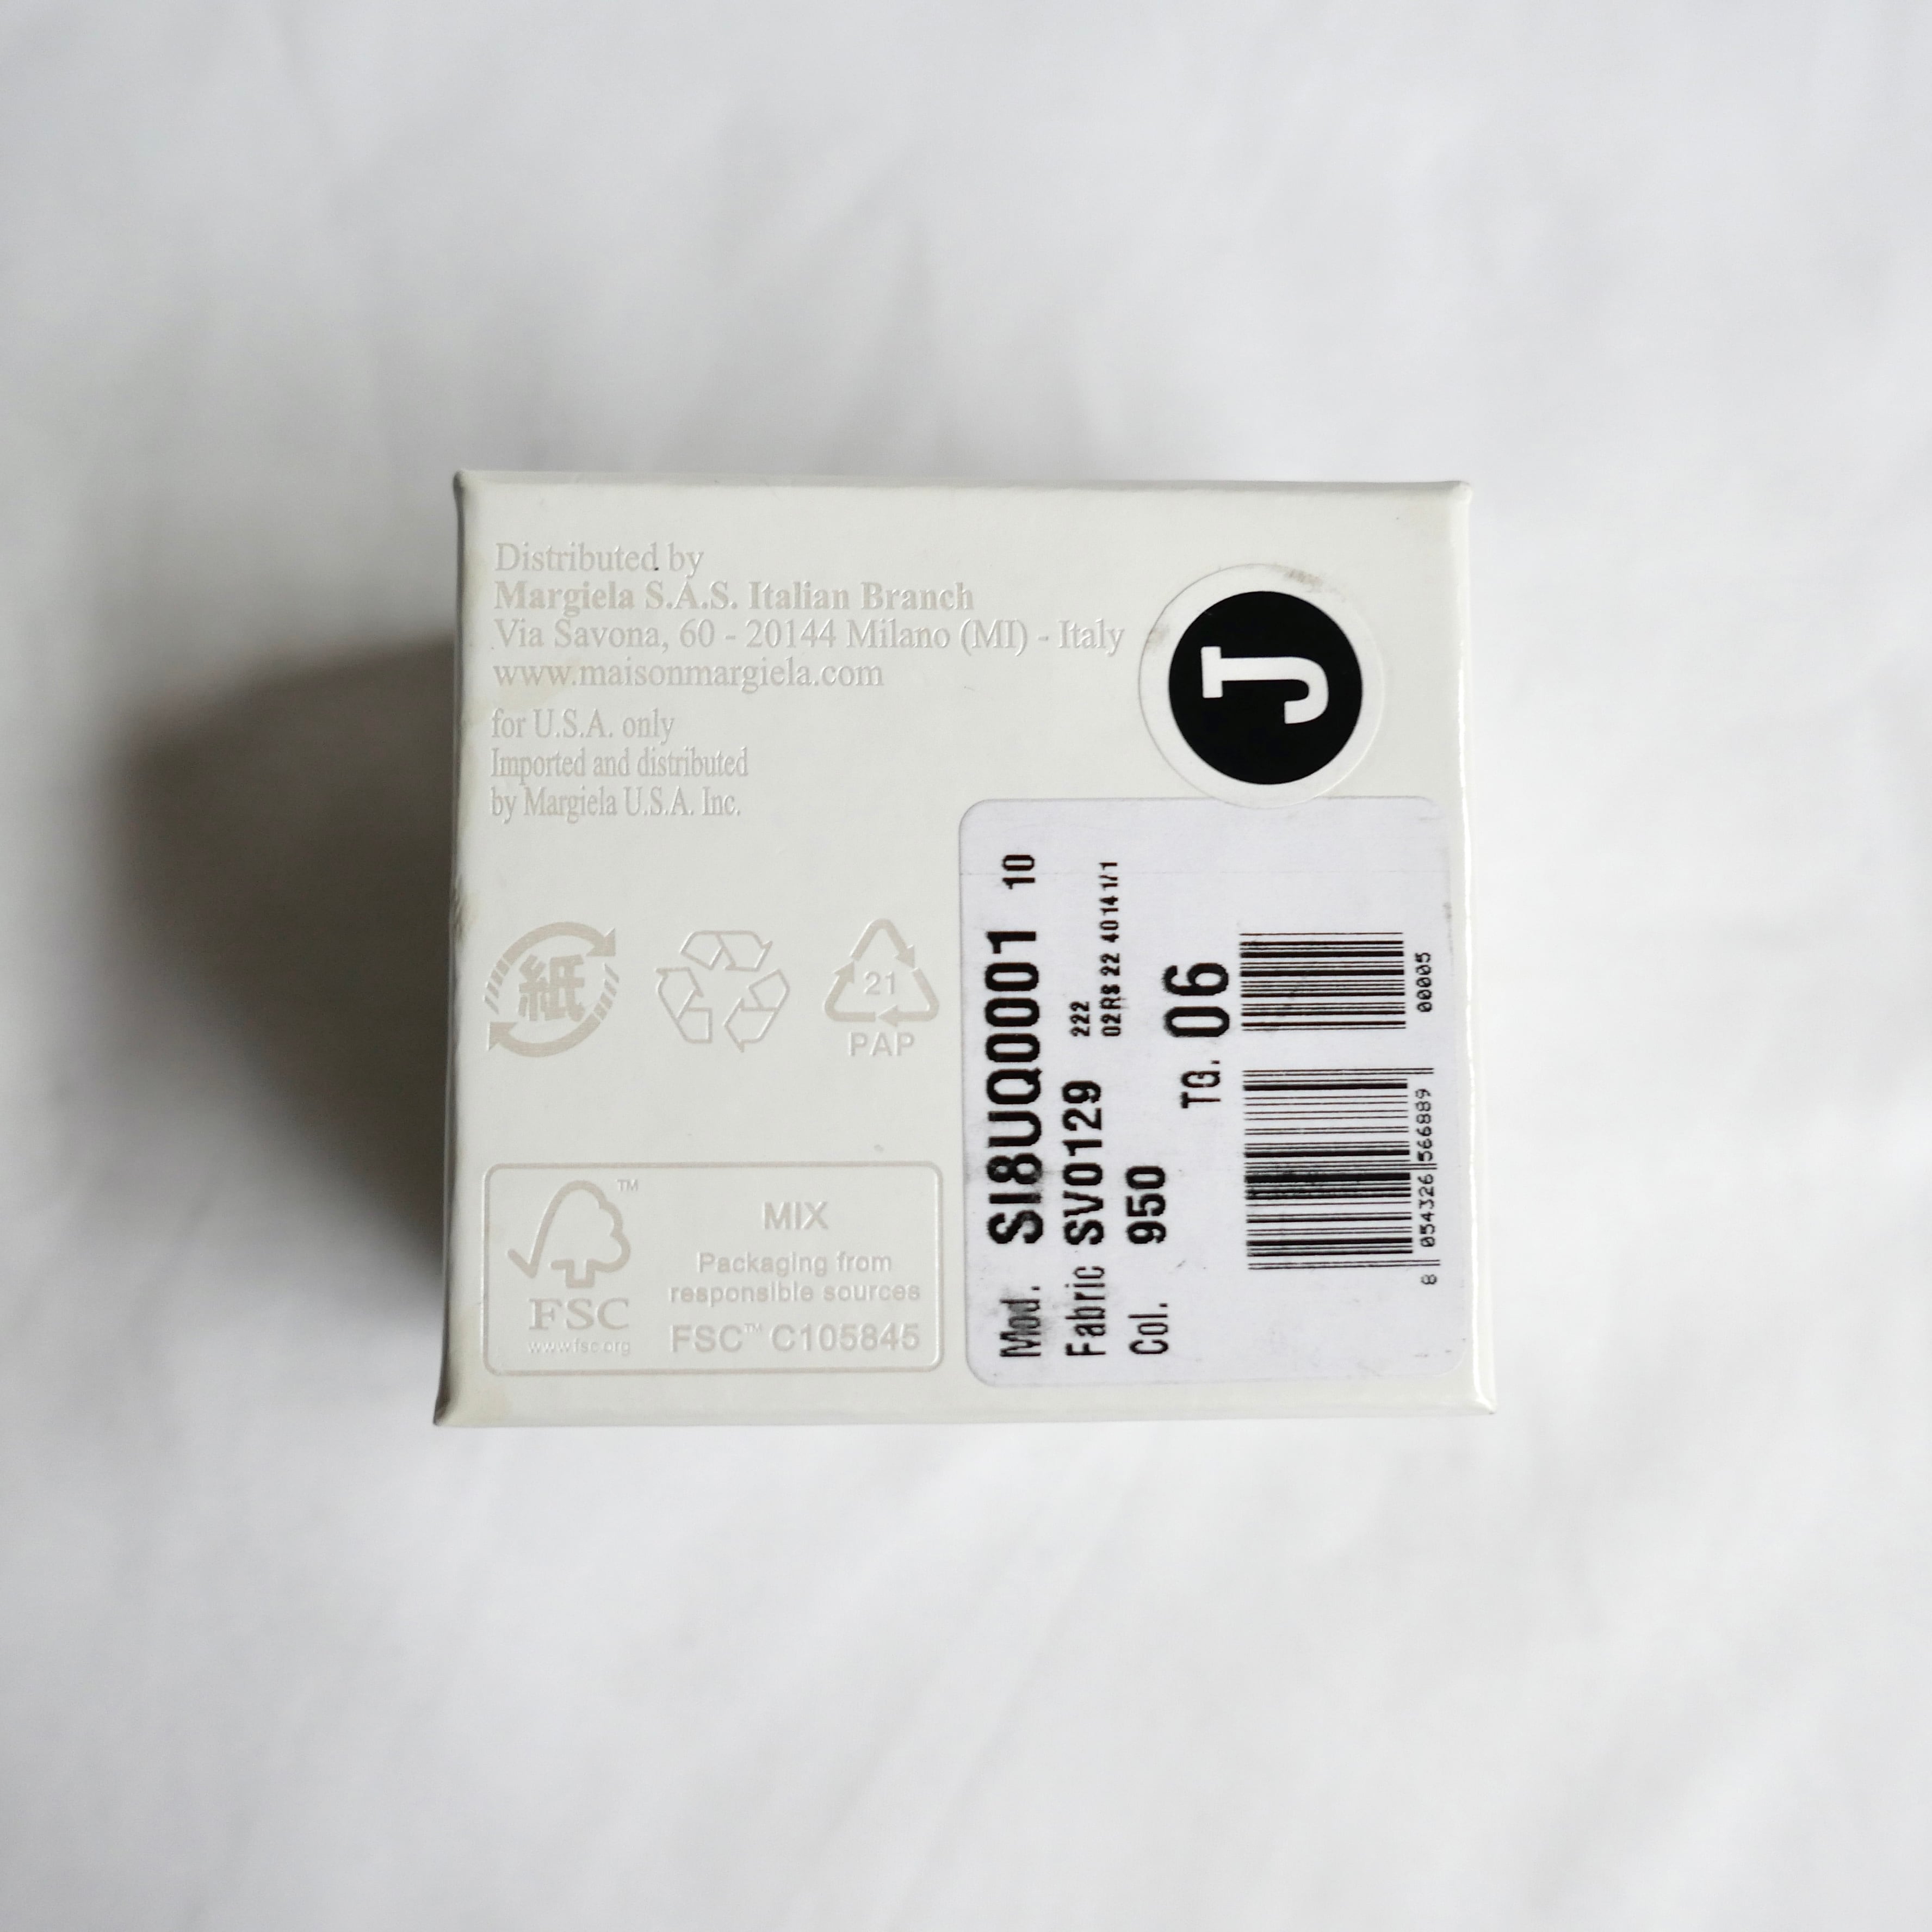 Distributed by
Margiela S.A.S. Italian Branch
Via Savona, 60 - 20144 Milano (MI) - Italy
www.maisonmargiela.com
for U.S.A. only
Imported and distributed
by Margiela U.S.A. Inc.
J
紙
21
PAP
TM
FSC
www.fsc.org
MIX
Packaging from
responsible sources
FSC™ C105845
Mod. SI8UQ0001 10
Fabric SV0129 222
02RS 22 4014 1/1
Col. 950
TG. 06
8 054326 566889 00005